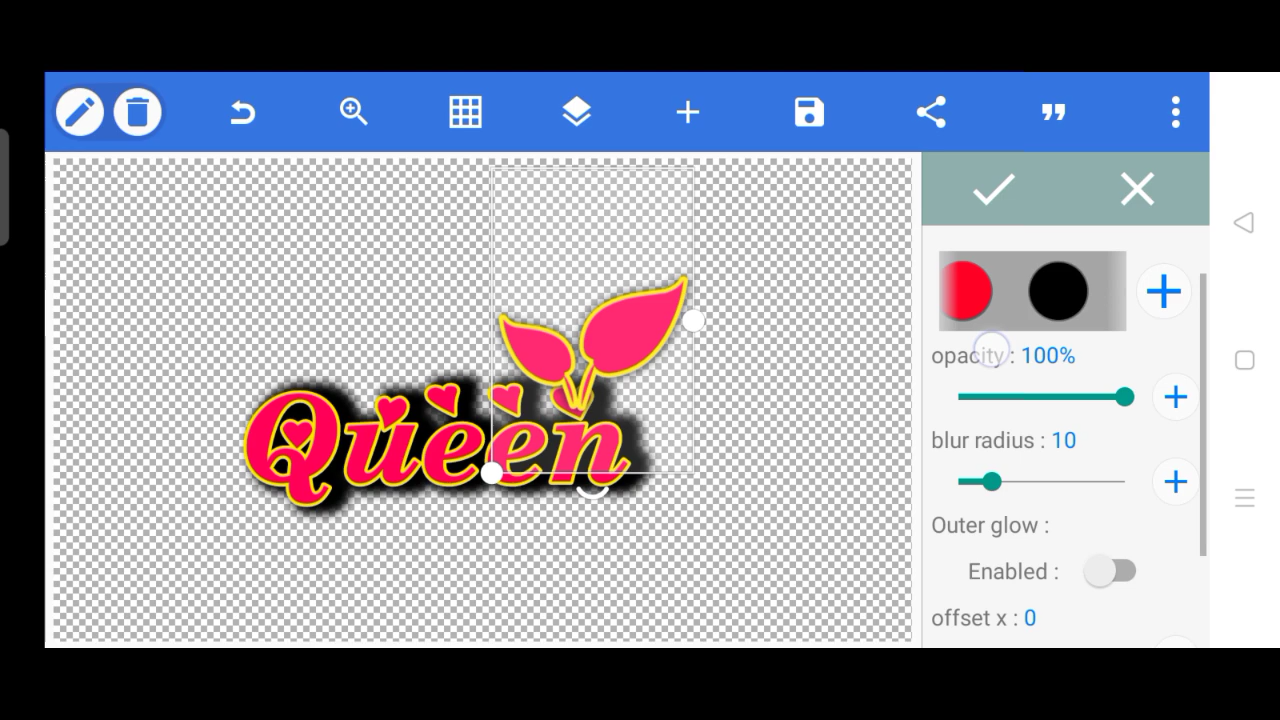 Queen
opacity : 100%
blur radius : 10
Outer glow :
Enabled :
offset x : 0